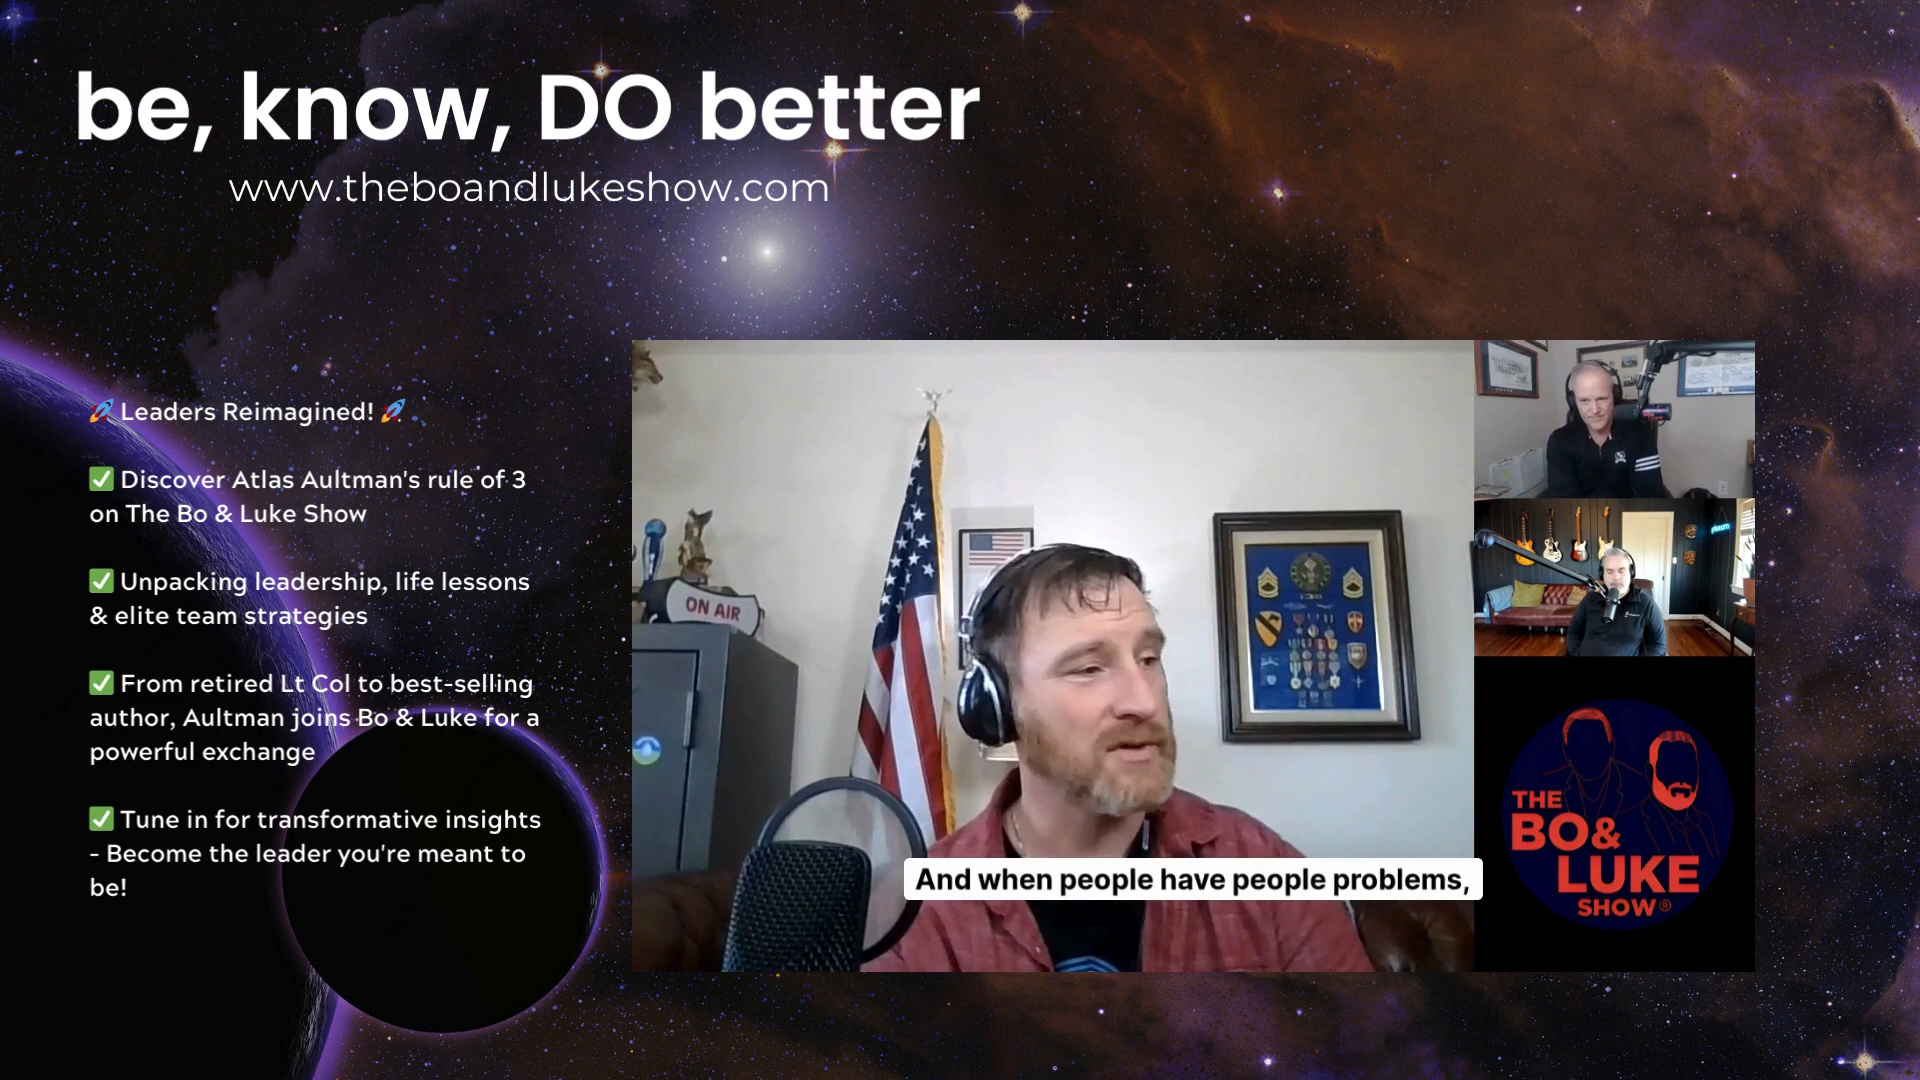 be, know, DO better
www.theboandlukeshow.com
🚀 Leaders Reimagined! 🚀
✅ Discover Atlas Aultman's rule of 3
on The Bo & Luke Show
✅ Unpacking leadership, life lessons
& elite team strategies
✅ From retired Lt Col to best-selling
author, Aultman joins Bo & Luke for a
powerful exchange
✅ Tune in for transformative insights
- Become the leader you're meant to
be!
ON AIR
And when people have people problems,
THE
BO&
LUKE
SHOW®